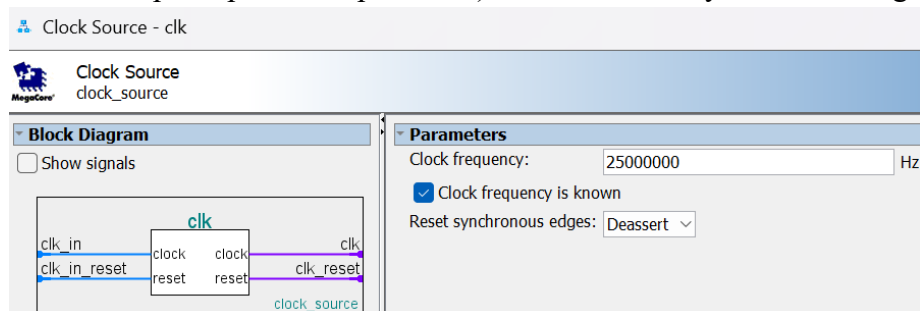 Clock Source - clk
MegaCore'
Clock Source
clock_source
Block Diagram
Show signals
clk
clk_in
clock
clock
clk
clk_in_reset
reset
reset
clk_reset
clock_source
Parameters
Clock frequency:
25000000
Hz
Clock frequency is known
Reset synchronous edges:
Deassert